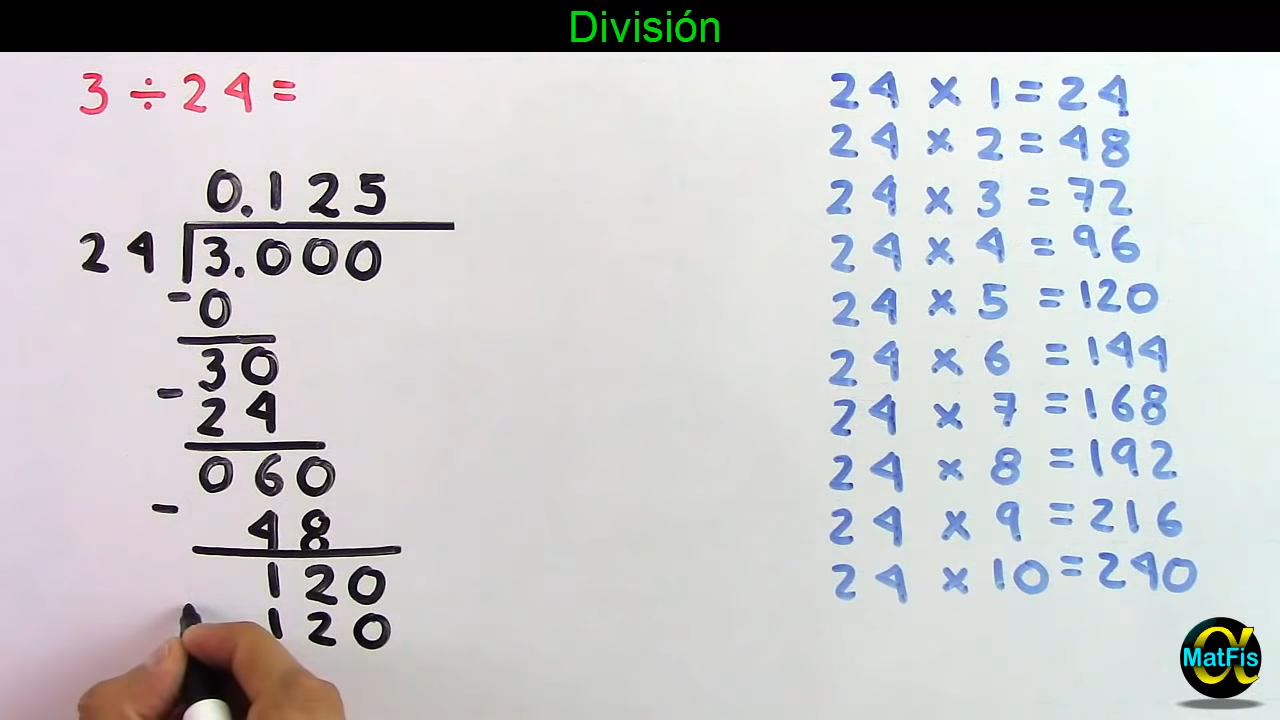 División
3 ÷ 24 =
0.125
24 3.000
- 0
30
- 24
060
- 48
120
120
24 × 1 = 24
24 × 2 = 48
24 × 3 = 72
24 × 4 = 96
24 × 5 = 120
24 × 6 = 144
24 × 7 = 168
24 × 8 = 192
24 × 9 = 216
24 × 10 = 240
α
MatFis